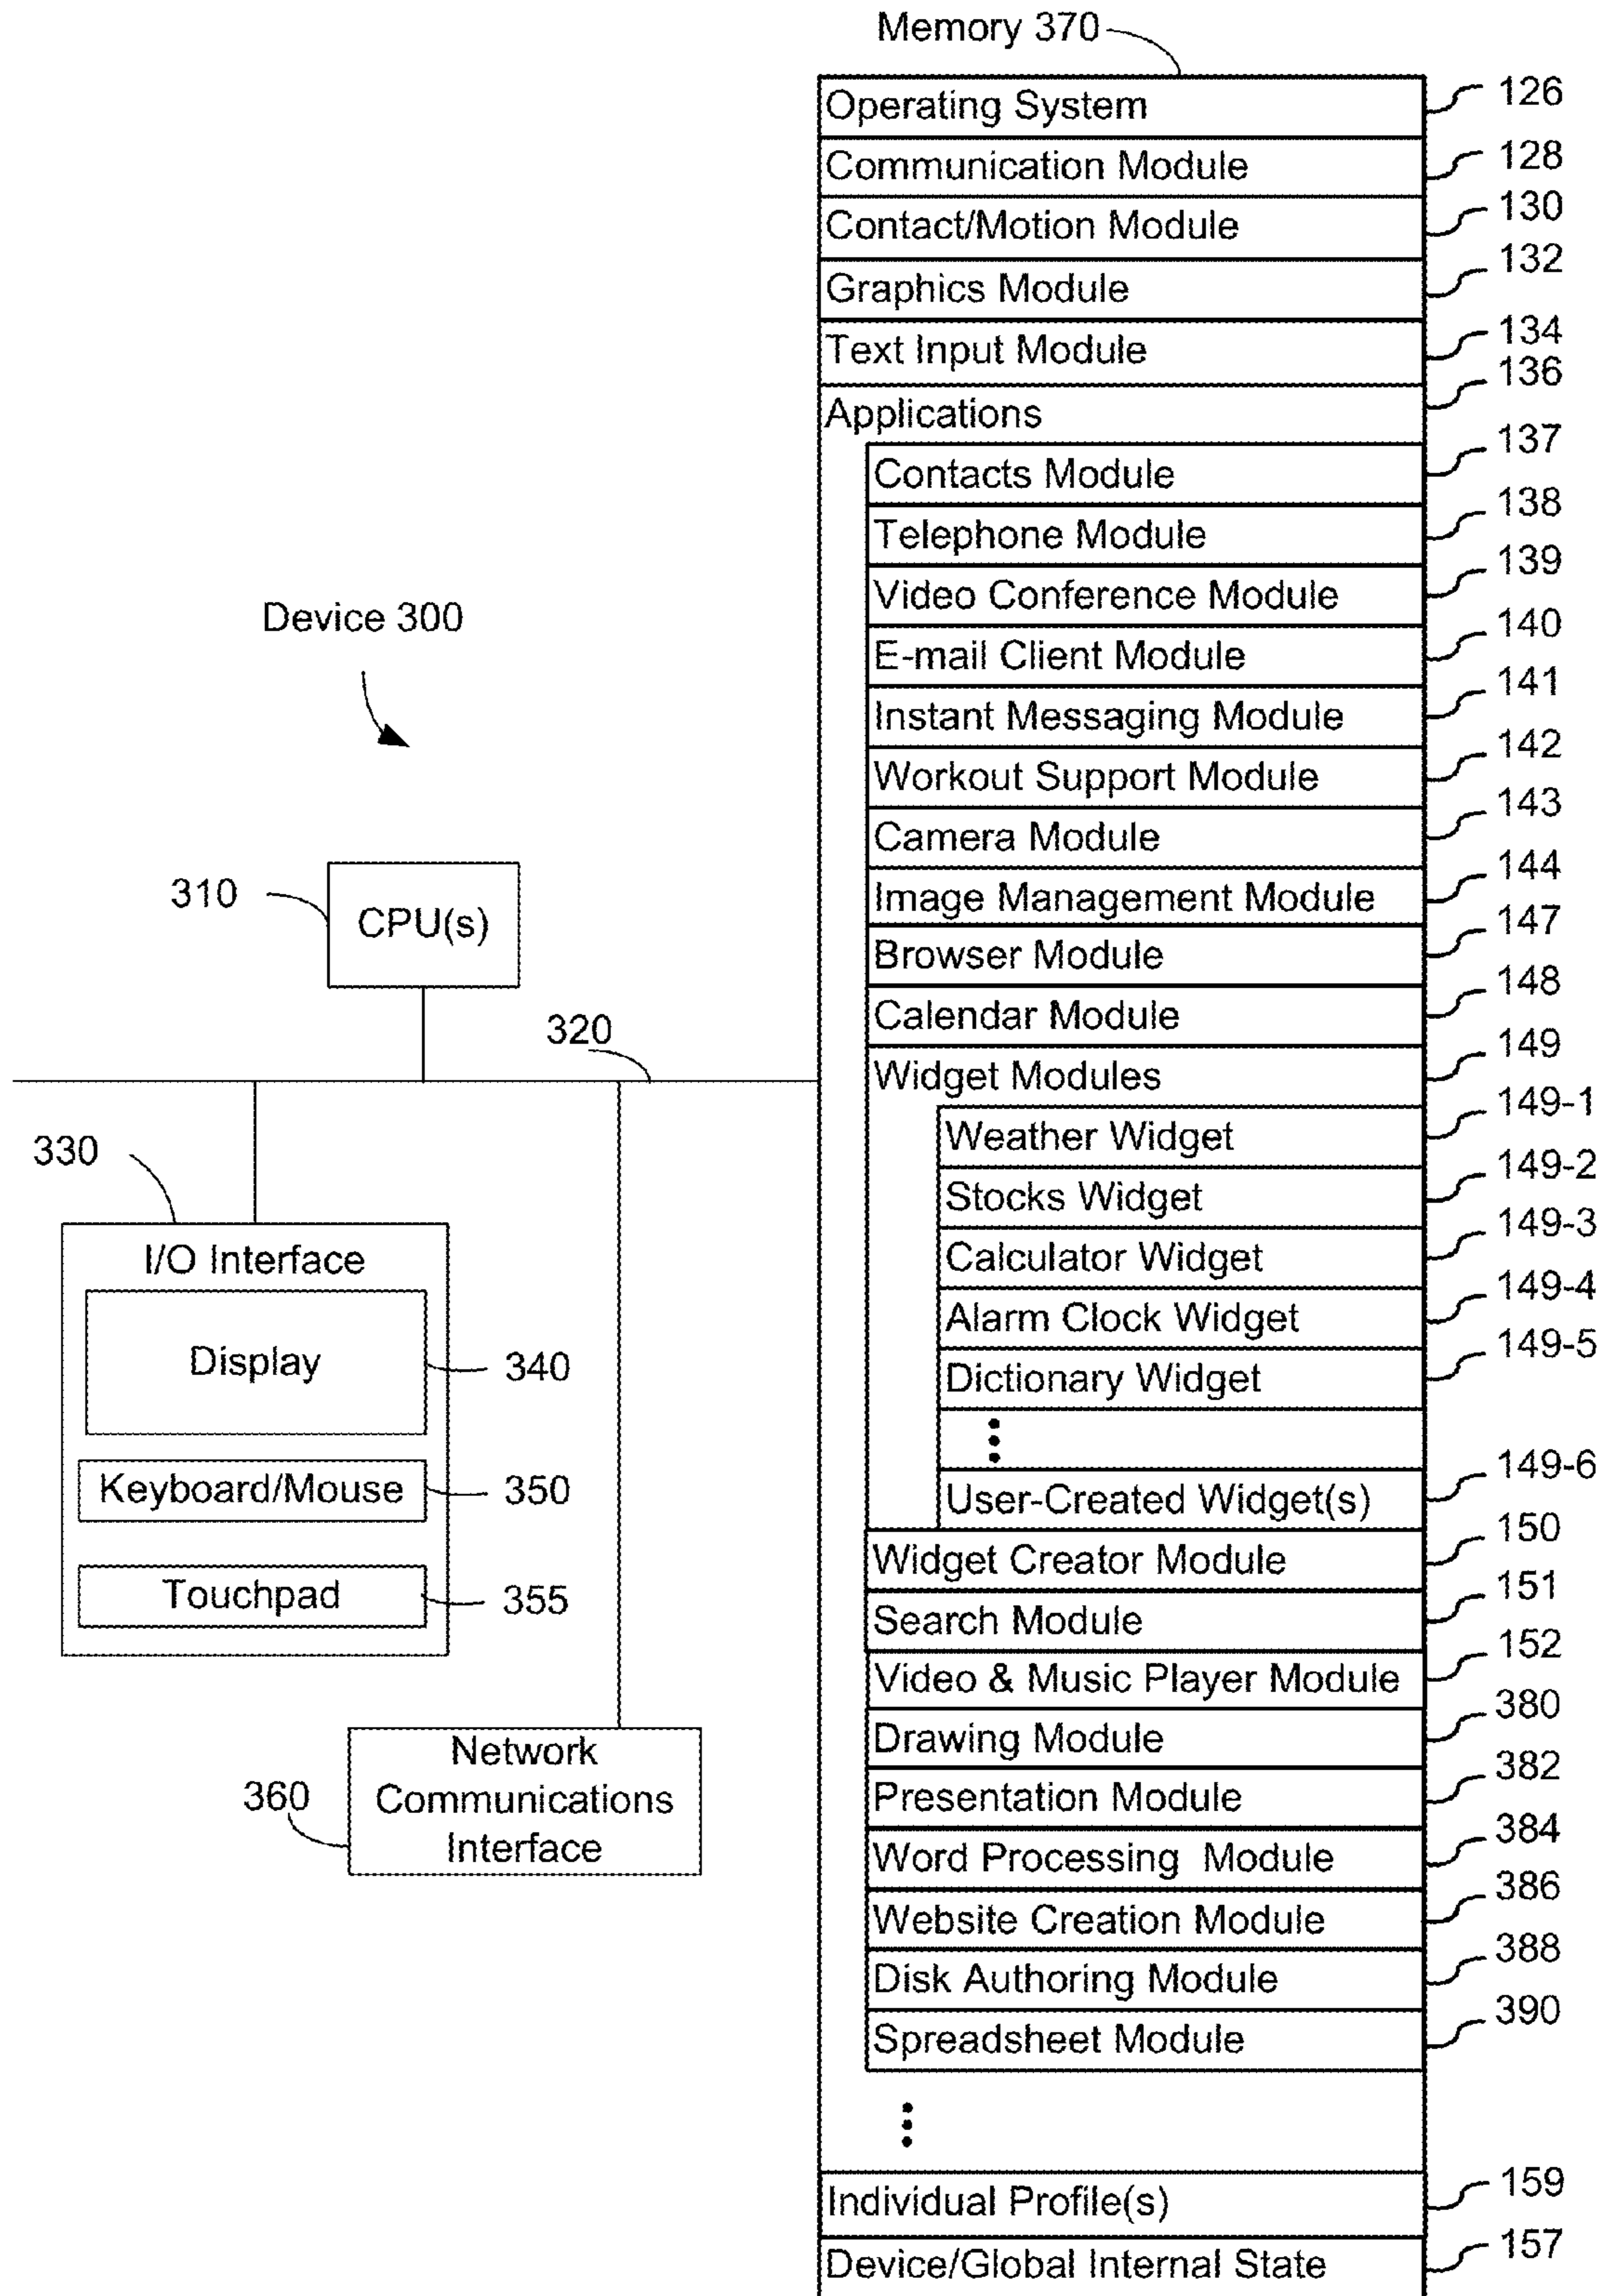 Memory 370
Operating System 126
Communication Module 128
Contact/Motion Module 130
Graphics Module 132
Text Input Module 134
Applications 136
Contacts Module 137
Telephone Module 138
Video Conference Module 139
E-mail Client Module 140
Instant Messaging Module 141
Workout Support Module 142
Camera Module 143
Image Management Module 144
Browser Module 147
Calendar Module 148
Widget Modules 149
Weather Widget 149-1
Stocks Widget 149-2
Calculator Widget 149-3
Alarm Clock Widget 149-4
Dictionary Widget 149-5
User-Created Widget(s) 149-6
Widget Creator Module 150
Search Module 151
Video & Music Player Module 152
Drawing Module 380
Presentation Module 382
Word Processing Module 384
Website Creation Module 386
Disk Authoring Module 388
Spreadsheet Module 390
Individual Profile(s) 159
Device/Global Internal State 157
Device 300
310
CPU(s)
320
330
I/O Interface
Display 340
Keyboard/Mouse 350
Touchpad 355
360
Network
Communications
Interface